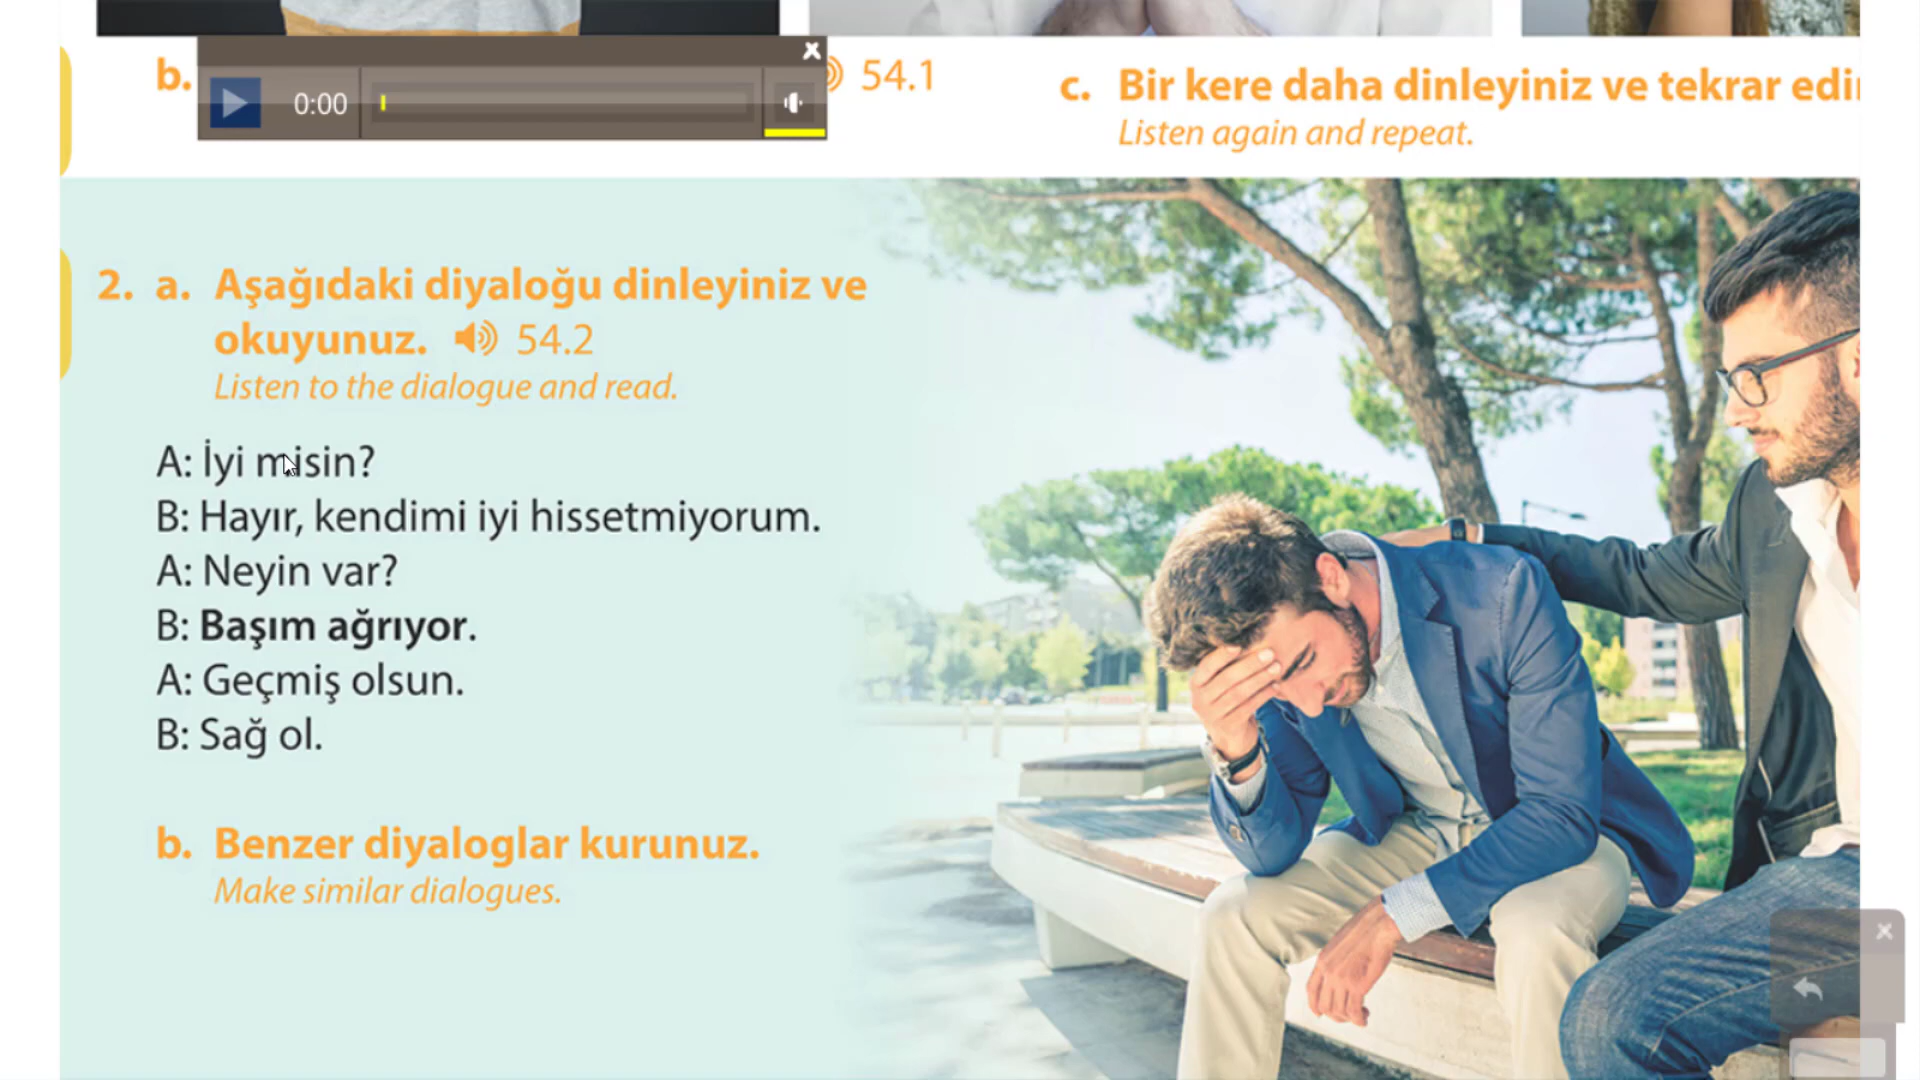 b.
0:00
54.1
c. Bir kere daha dinleyiniz ve tekrar
Listen again and repeat.
2. a. Aşağıdaki diyaloğu dinleyiniz ve
okuyunuz. 54.2
Listen to the dialogue and read.
A: İyi misin?
B: Hayır, kendimi iyi hissetmiyorum.
A: Neyin var?
B: Başım ağrıyor.
A: Geçmiş olsun.
B: Sağ ol.
b. Benzer diyaloglar kurunuz.
Make similar dialogues.